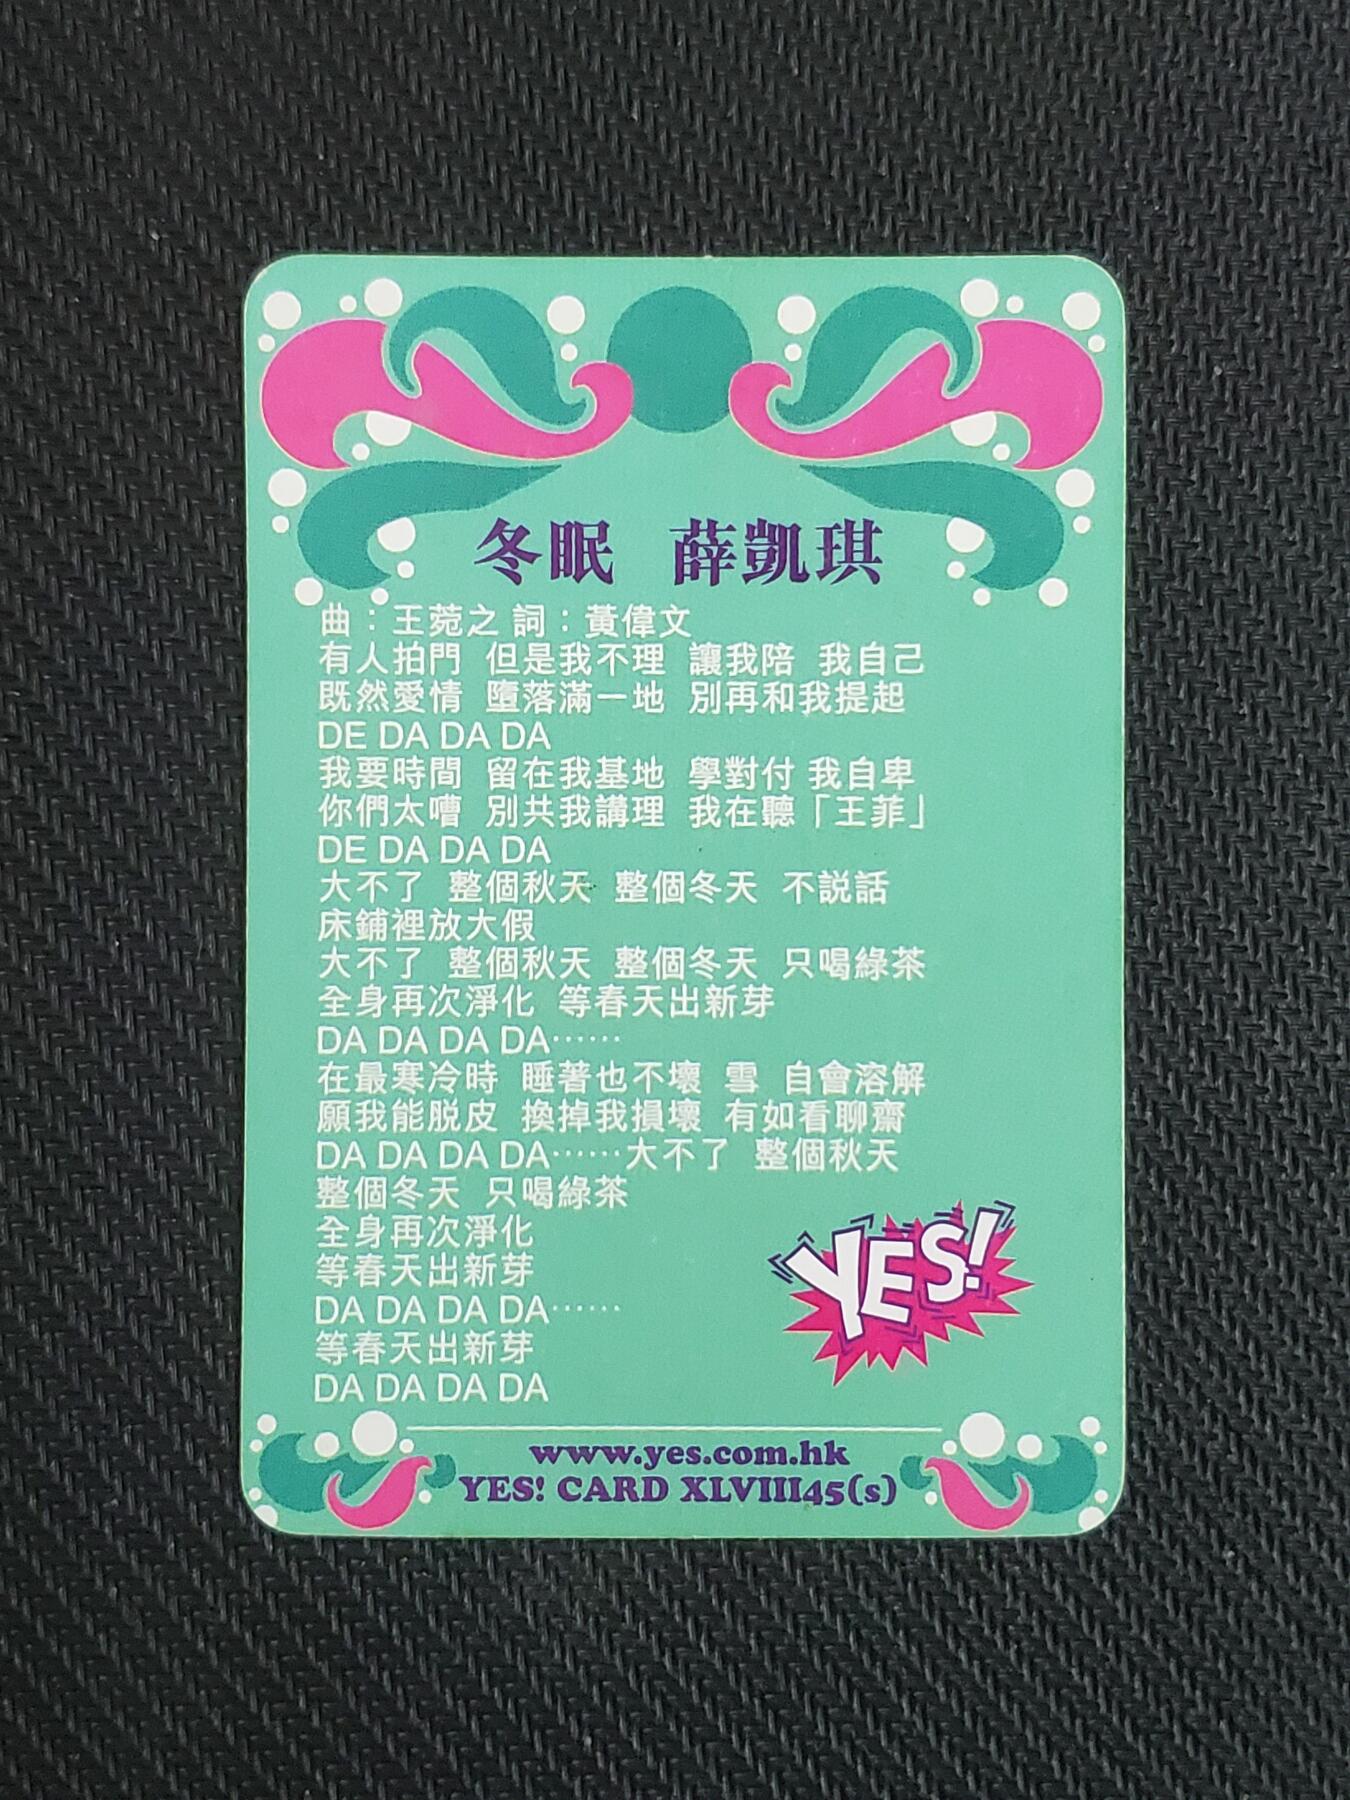 冬眠 薛凱琪
曲：王菀之 詞：黃偉文
有人拍門 但是我不理 讓我陪 我自己
既然愛情 墮落滿一地 別再和我提起
DE DA DA DA
我要時間 留在我基地 學對付 我自卑
你們太嘈 別共我講理 我在聽「王菲」
DE DA DA DA
大不了 整個秋天 整個冬天 不說話
床鋪裡放大假
大不了 整個秋天 整個冬天 只喝綠茶
全身再次淨化 等春天出新芽
DA DA DA DA……
在最寒冷時 睡著也不壞 雪 自會溶解
願我能脫皮 換掉我損壞 有如看聊齋
DA DA DA DA……大不了 整個秋天
整個冬天 只喝綠茶
全身再次淨化
等春天出新芽
DA DA DA DA……
等春天出新芽
DA DA DA DA
YES!
www.yes.com.hk
YES! CARD XLVIII45(s)